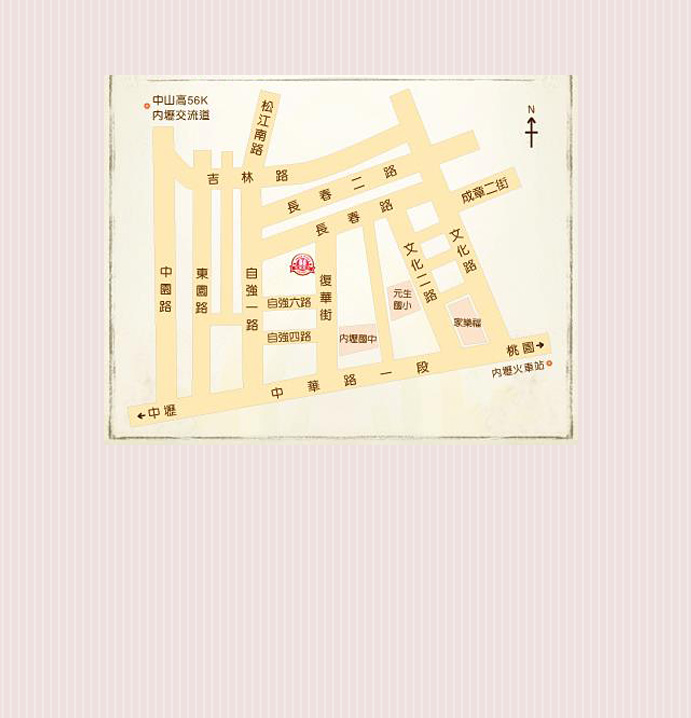 中山高56K
內壢交流道
松江南路
N
吉林路
長春二路
長春路
成章二街
文化路
文化二路
中園路
東園路
自強一路
復華街
自強六路
元生
國小
家樂福
自強四路
內壢國中
桃園→
內壢火車站
中華路一段
←中壢